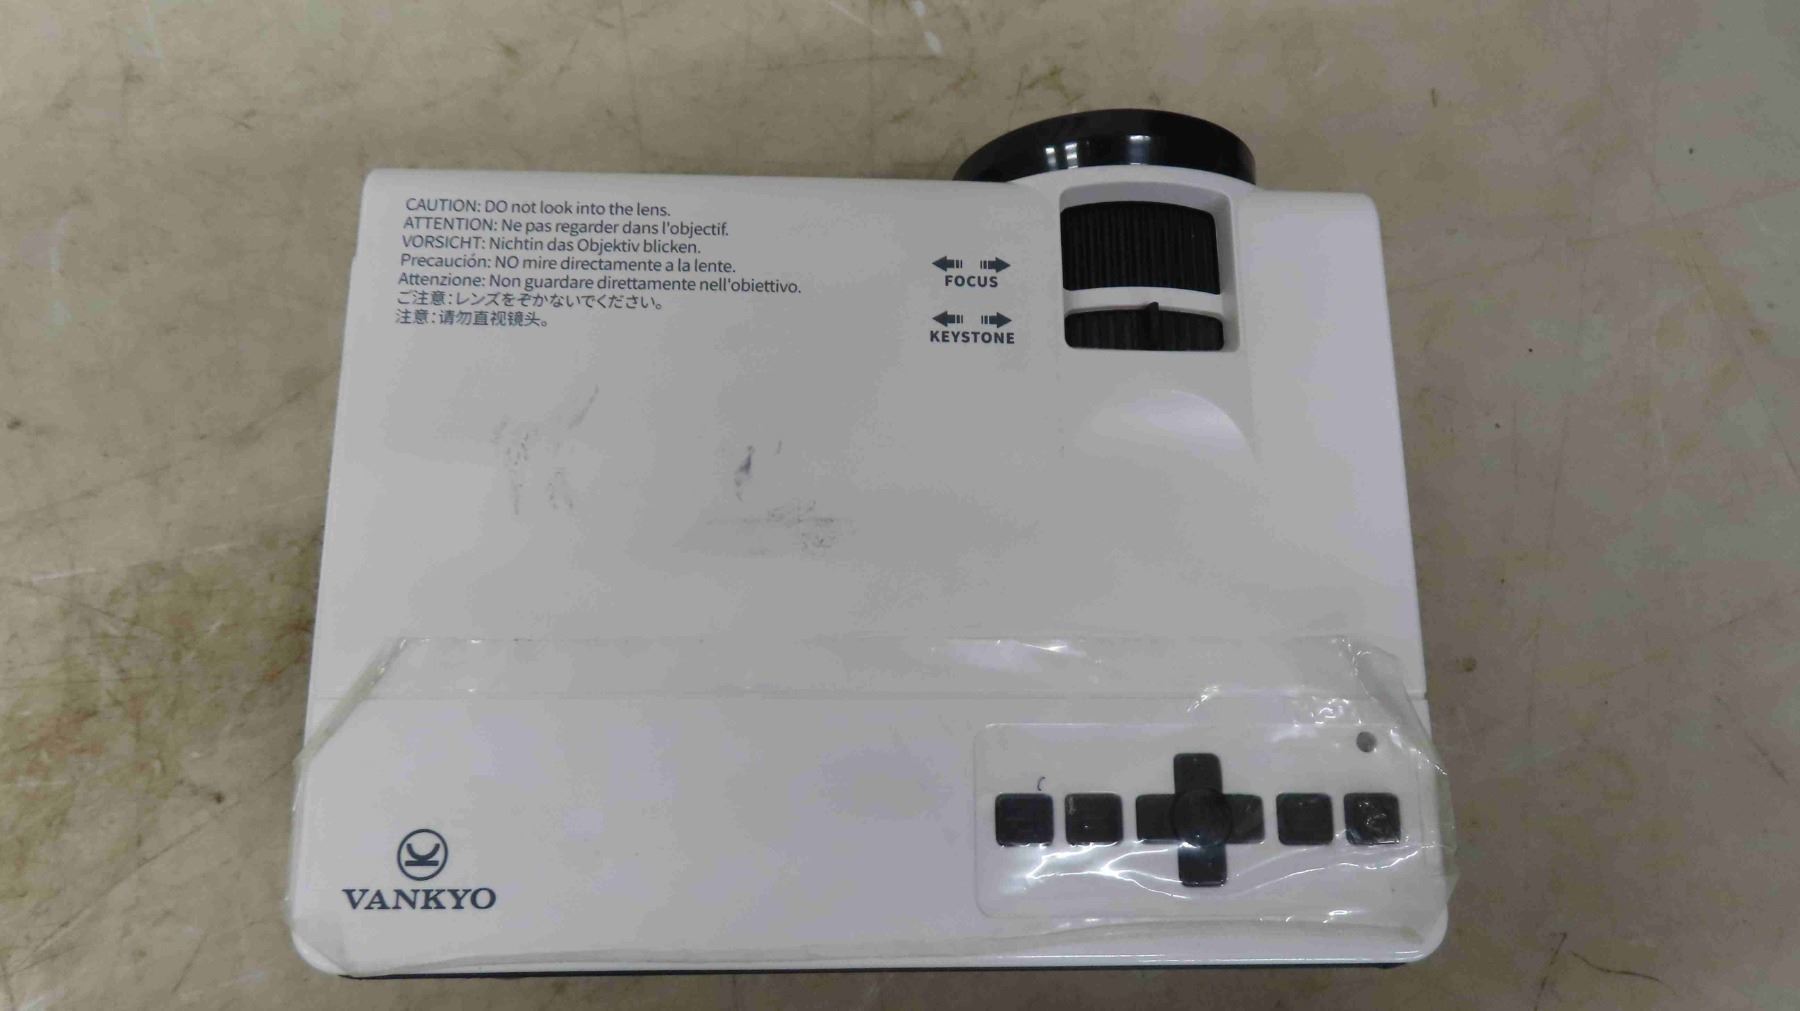 CAUTION: DO not look into the lens.
ATTENTION: Ne pas regarder dans l'objectif.
VORSICHT: Nichtin das Objektiv blicken.
Precaución: NO mire directamente a la lente.
Attenzione: Non guardare direttamente nell'obiettivo.
ご注意：レンズをぞかないでください。
注意：请勿直视镜头。
FOCUS
KEYSTONE
VANKYO